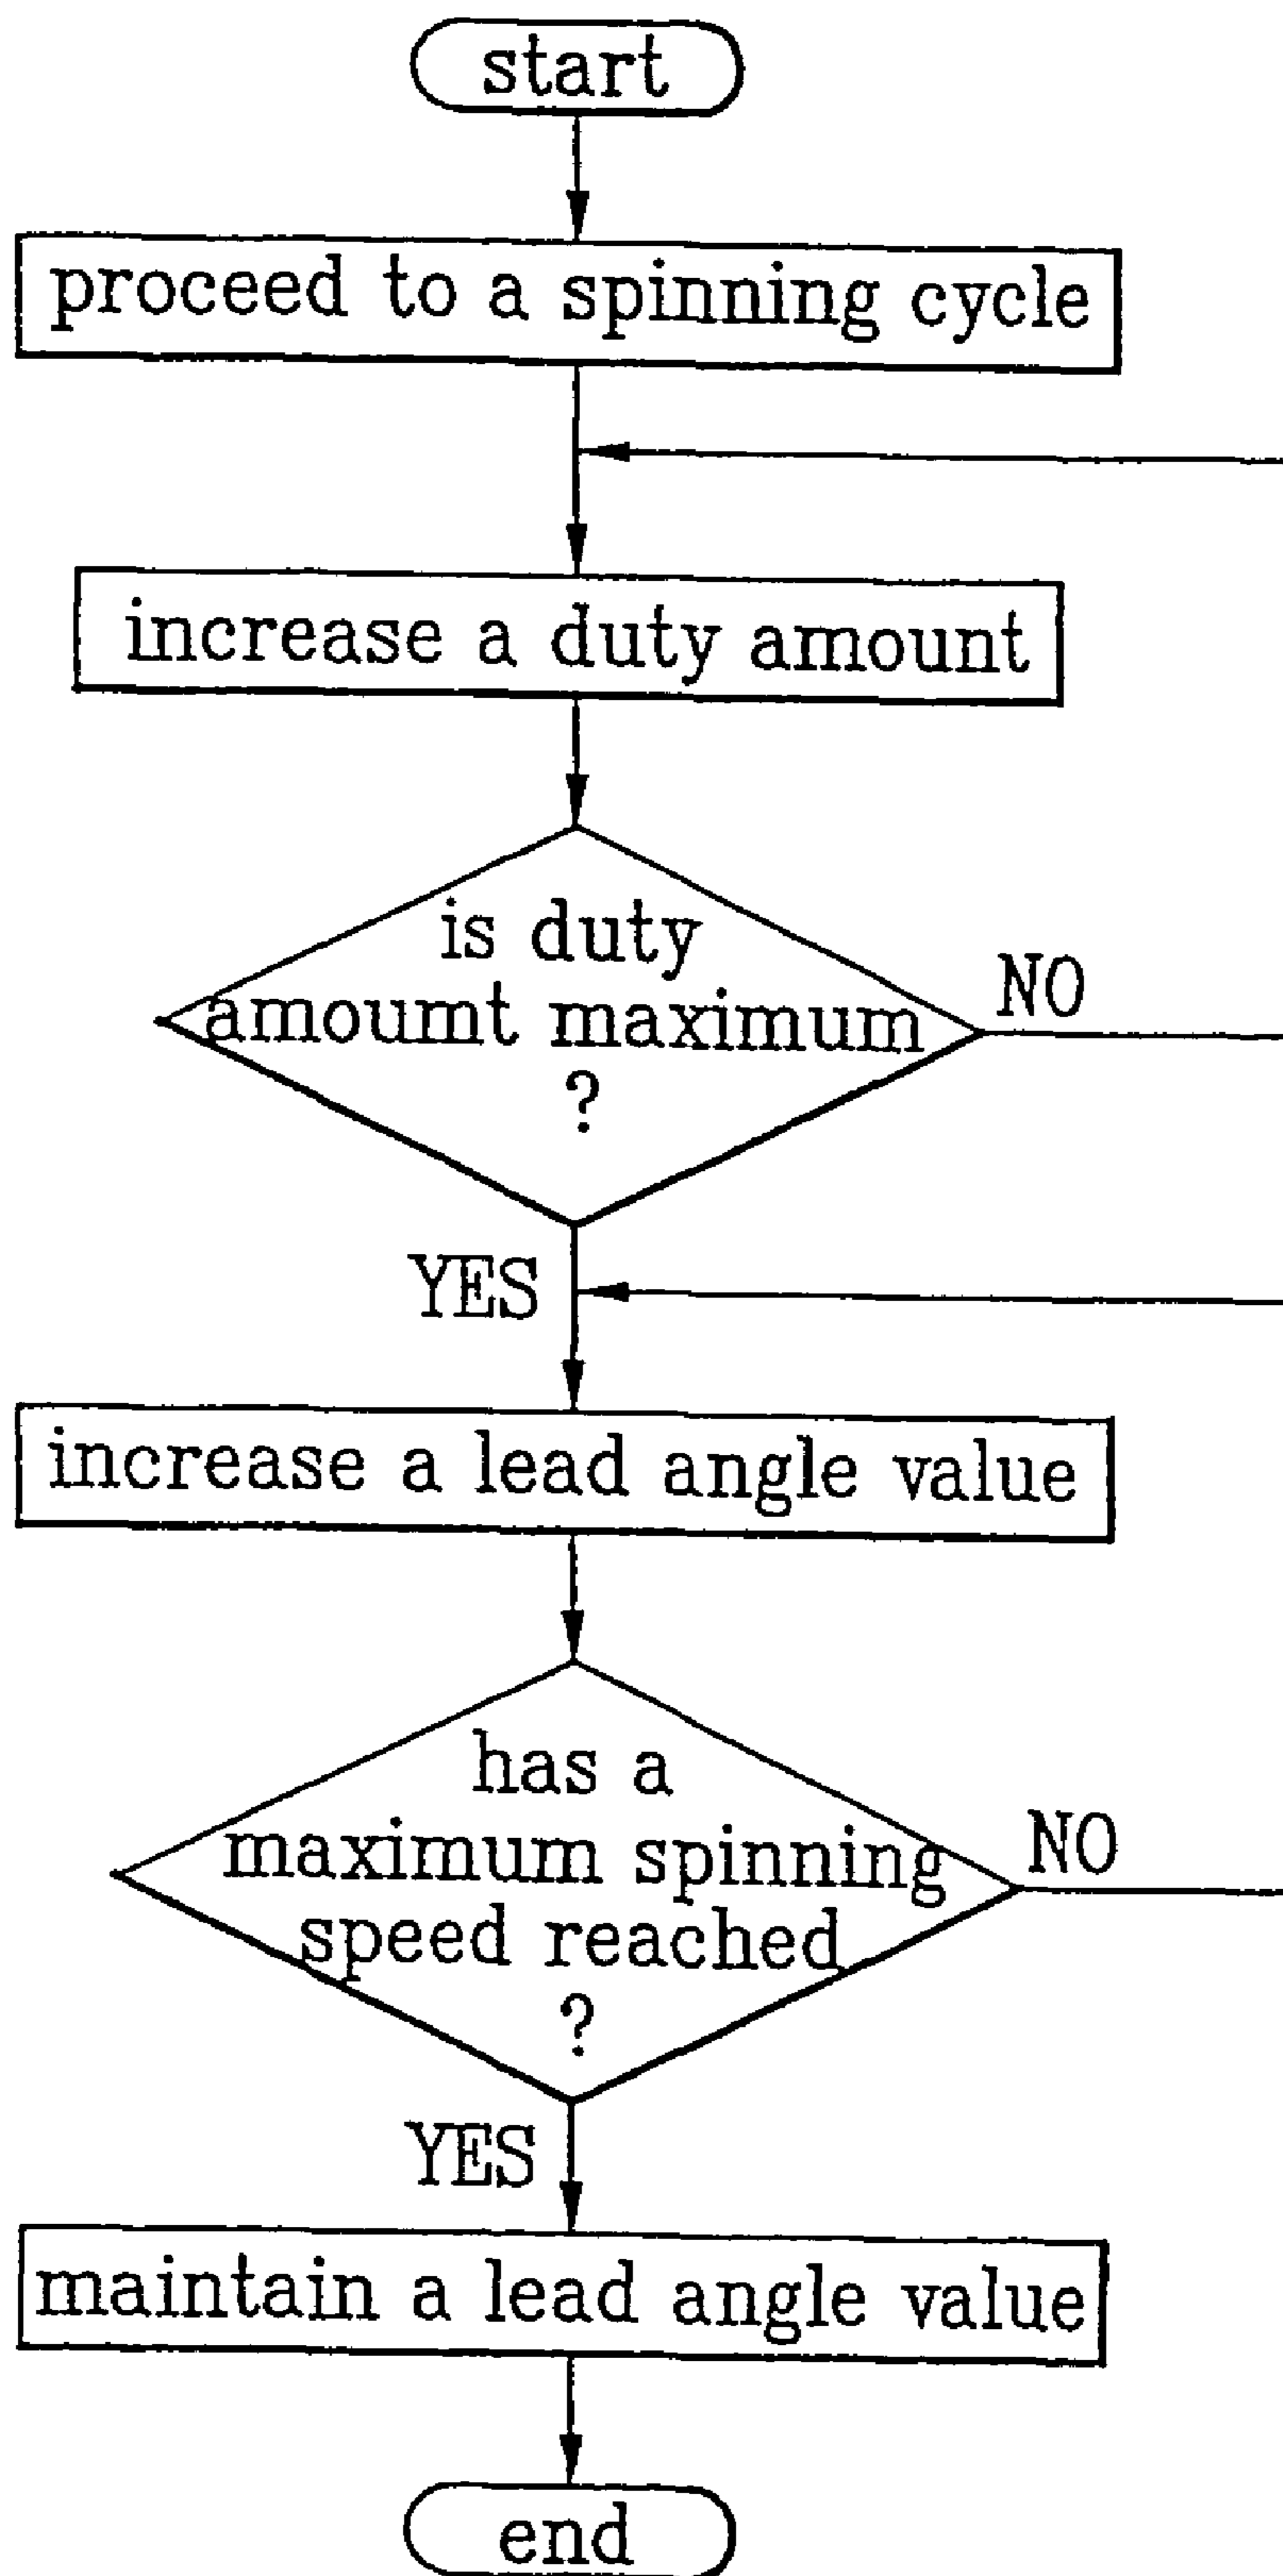 start
proceed to a spinning cycle
increase a duty amount
is duty
amoumt maximum
?
NO
YES
increase a lead angle value
has a
maximum spinning
speed reached
?
NO
YES
maintain a lead angle value
end